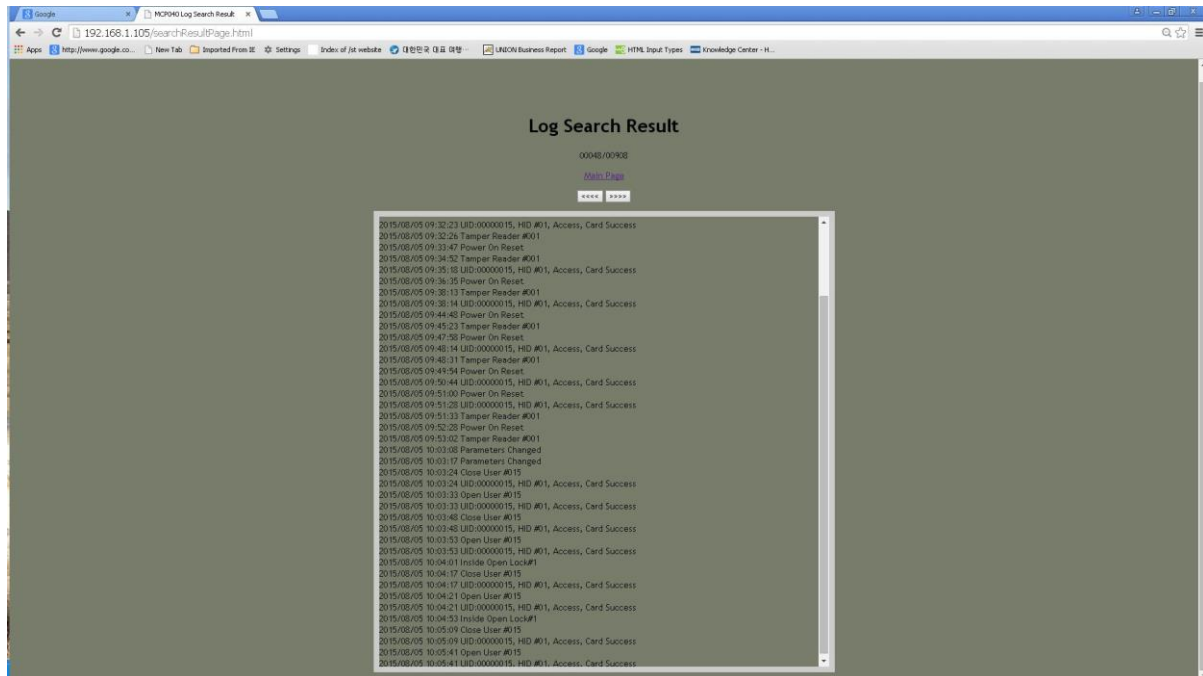 Google
MCP040 Log Search Result
192.168.1.105/searchResultPage.html
Apps http://www.google.co... New Tab Imported From IE Settings Index of /jst website 대한민국 대표 여행… UNION Business Report Google HTML Input Types Knowledge Center - H...
Log Search Result
00048/00908
Main Page
<<<< >>>>
2015/08/05 09:32:23 UID:00000015, HID #01, Access, Card Success
2015/08/05 09:32:26 Tamper Reader #001
2015/08/05 09:33:47 Power On Reset
2015/08/05 09:34:52 Tamper Reader #001
2015/08/05 09:35:18 UID:00000015, HID #01, Access, Card Success
2015/08/05 09:36:35 Power On Reset
2015/08/05 09:38:13 Tamper Reader #001
2015/08/05 09:38:14 UID:00000015, HID #01, Access, Card Success
2015/08/05 09:44:48 Power On Reset
2015/08/05 09:45:23 Tamper Reader #001
2015/08/05 09:47:58 Power On Reset
2015/08/05 09:48:14 UID:00000015, HID #01, Access, Card Success
2015/08/05 09:48:31 Tamper Reader #001
2015/08/05 09:49:54 Power On Reset
2015/08/05 09:50:44 UID:00000015, HID #01, Access, Card Success
2015/08/05 09:51:00 Power On Reset
2015/08/05 09:51:28 UID:00000015, HID #01, Access, Card Success
2015/08/05 09:51:33 Tamper Reader #001
2015/08/05 09:52:28 Power On Reset
2015/08/05 09:53:02 Tamper Reader #001
2015/08/05 10:03:08 Parameters Changed
2015/08/05 10:03:17 Parameters Changed
2015/08/05 10:03:24 Close User #015
2015/08/05 10:03:24 UID:00000015, HID #01, Access, Card Success
2015/08/05 10:03:33 Open User #015
2015/08/05 10:03:33 UID:00000015, HID #01, Access, Card Success
2015/08/05 10:03:48 Close User #015
2015/08/05 10:03:48 UID:00000015, HID #01, Access, Card Success
2015/08/05 10:03:53 Open User #015
2015/08/05 10:03:53 UID:00000015, HID #01, Access, Card Success
2015/08/05 10:04:01 Inside Open Lock#1
2015/08/05 10:04:17 Close User #015
2015/08/05 10:04:17 UID:00000015, HID #01, Access, Card Success
2015/08/05 10:04:21 Open User #015
2015/08/05 10:04:21 UID:00000015, HID #01, Access, Card Success
2015/08/05 10:04:53 Inside Open Lock#1
2015/08/05 10:05:09 Close User #015
2015/08/05 10:05:09 UID:00000015, HID #01, Access, Card Success
2015/08/05 10:05:41 Open User #015
2015/08/05 10:05:41 UID:00000015, HID #01, Access, Card Success